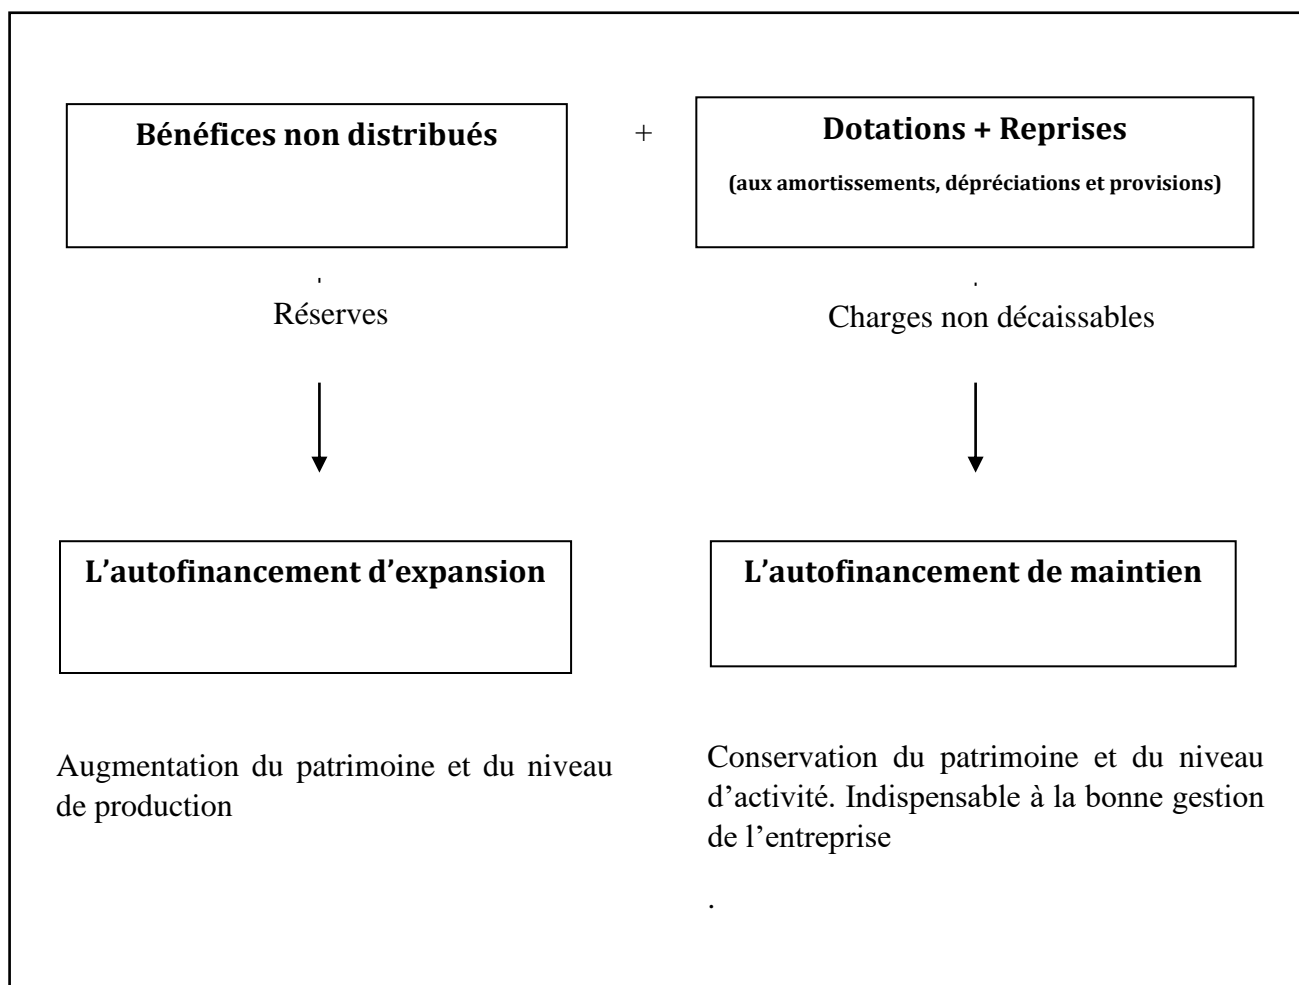 Bénéfices non distribués
+
Dotations + Reprises
(aux amortissements, dépréciations et provisions)
Réserves
Charges non décaissables
L’autofinancement d’expansion
L’autofinancement de maintien
Augmentation du patrimoine et du niveau
de production
Conservation du patrimoine et du niveau
d’activité. Indispensable à la bonne gestion
de l’entreprise
.